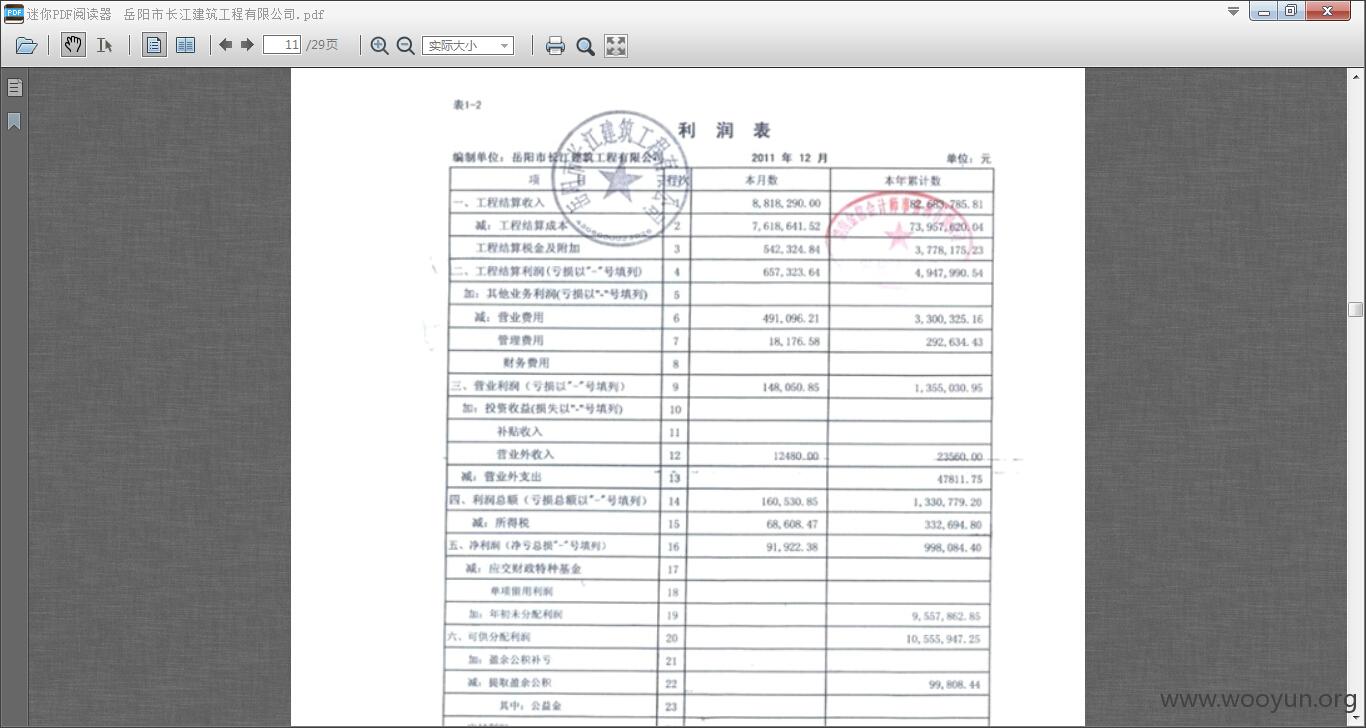 迷你PDF阅读器 岳阳市长江建筑工程有限公司.pdf
11 /29页 实际大小
表1-2
利 润 表
编制单位：岳阳市长江建筑工程有限公司 2011 年 12 月 单位：元
项 目 行次 本月数 本年累计数
一、工程结算收入 1 8,818,290.00 82,683,785.81
减：工程结算成本 2 7,618,641.52 73,957,620.04
工程结算税金及附加 3 542,324.84 3,778,175.23
二、工程结算利润(亏损以"-"号填列) 4 657,323.64 4,947,990.54
加：其他业务利润(亏损以"-"号填列) 5
减：营业费用 6 491,096.21 3,300,325.16
管理费用 7 18,176.58 292,634.43
财务费用 8
三、营业利润（亏损以"-"号填列） 9 148,050.85 1,355,030.95
加：投资收益(损失以"-"号填列) 10
补贴收入 11
营业外收入 12 12480.00 23560.00
减：营业外支出 13 47811.75
四、利润总额（亏损总额以"-"号填列） 14 160,530.85 1,330,779.20
减：所得税 15 68,608.47 332,694.80
五、净利润（净亏总损"-"号填列） 16 91,922.38 998,084.40
减：应交财政特种基金 17
单项留用利润 18
加：年初未分配利润 19 9,557,862.85
六、可供分配利润 20 10,555,947.25
加：盈余公积补亏 21
减：提取盈余公积 22 99,808.44
其中：公益金 23
岳阳市长江建筑工程有限公司
www.wooyun.org